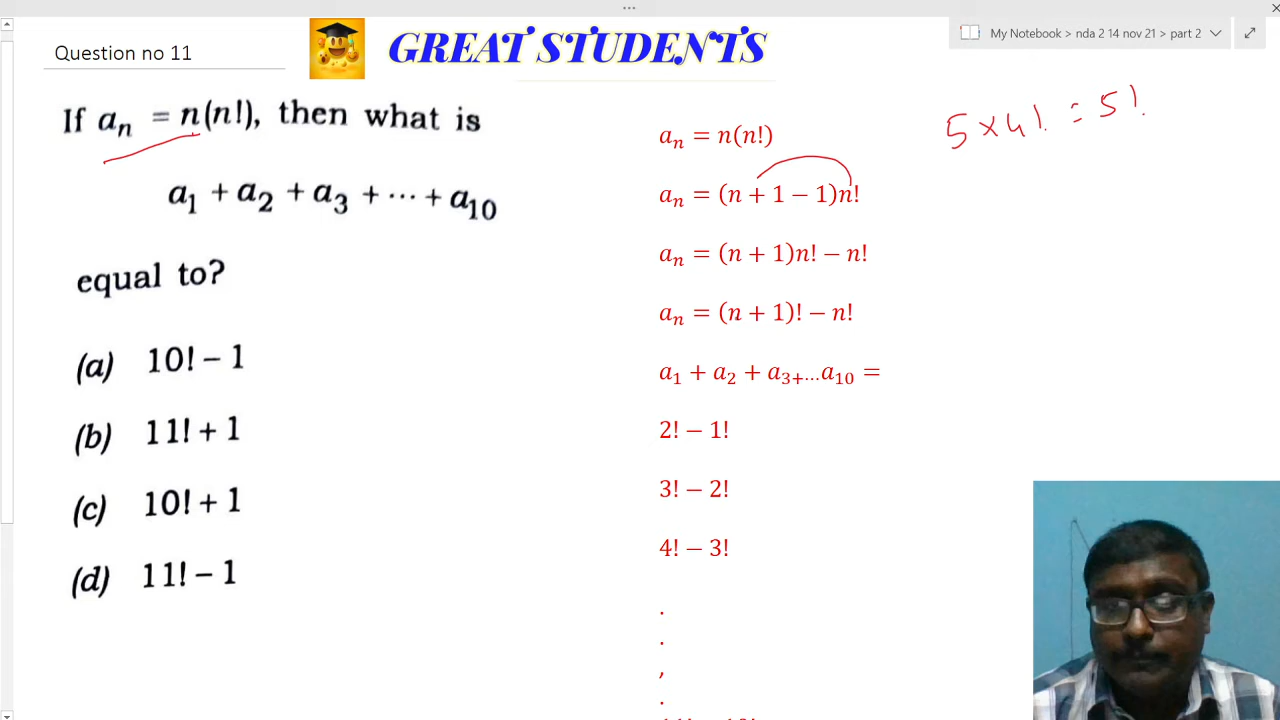 Question no 11
GREAT STUDENTS
My Notebook > nda 2 14 nov 21 > part 2
If aₙ = n(n!), then what is
a₁ + a₂ + a₃ + ··· + a₁₀
equal to?
(a) 10! – 1
(b) 11! + 1
(c) 10! + 1
(d) 11! – 1
aₙ = n(n!)
aₙ = (n + 1 − 1)n!
aₙ = (n + 1)n! − n!
aₙ = (n + 1)! − n!
a₁ + a₂ + a₃₊...a₁₀ =
2! − 1!
3! − 2!
4! − 3!
.
.
,
.
5 × 4! = 5!